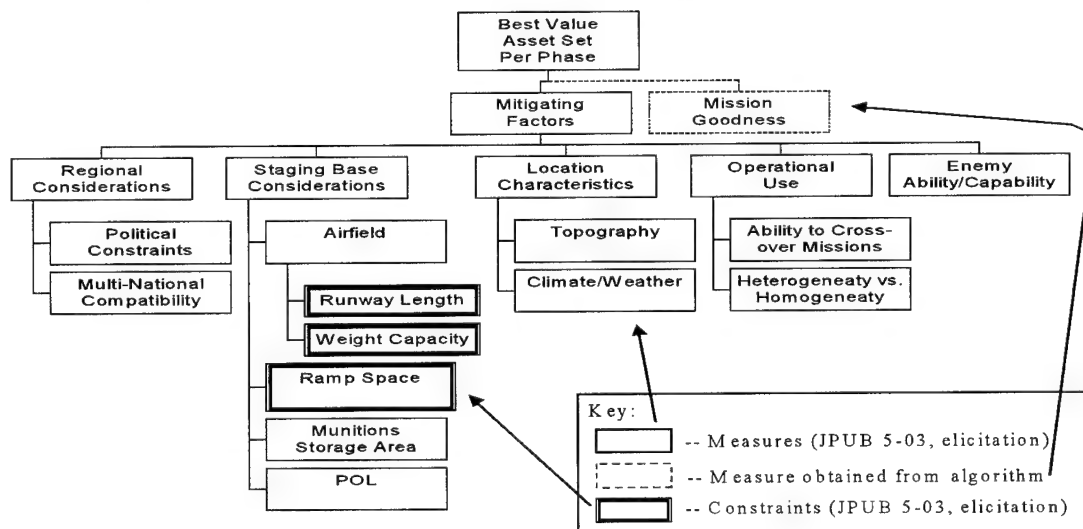 Best Value
Asset Set
Per Phase
Mitigating
Factors
Mission
Goodness
Regional
Considerations
Staging Base
Considerations
Location
Characteristics
Operational
Use
Enemy
Ability/Capability
Political
Constraints
Multi-National
Compatibility
Airfield
Runway Length
Weight Capacity
Ramp Space
Munitions
Storage Area
POL
Topography
Climate/Weather
Ability to Cross-
over Missions
Heterogeneaty vs.
Homogeneaty
Key:
-- Measures (JPUB 5-03, elicitation)
-- Measure obtained from algorithm
-- Constraints (JPUB 5-03, elicitation)